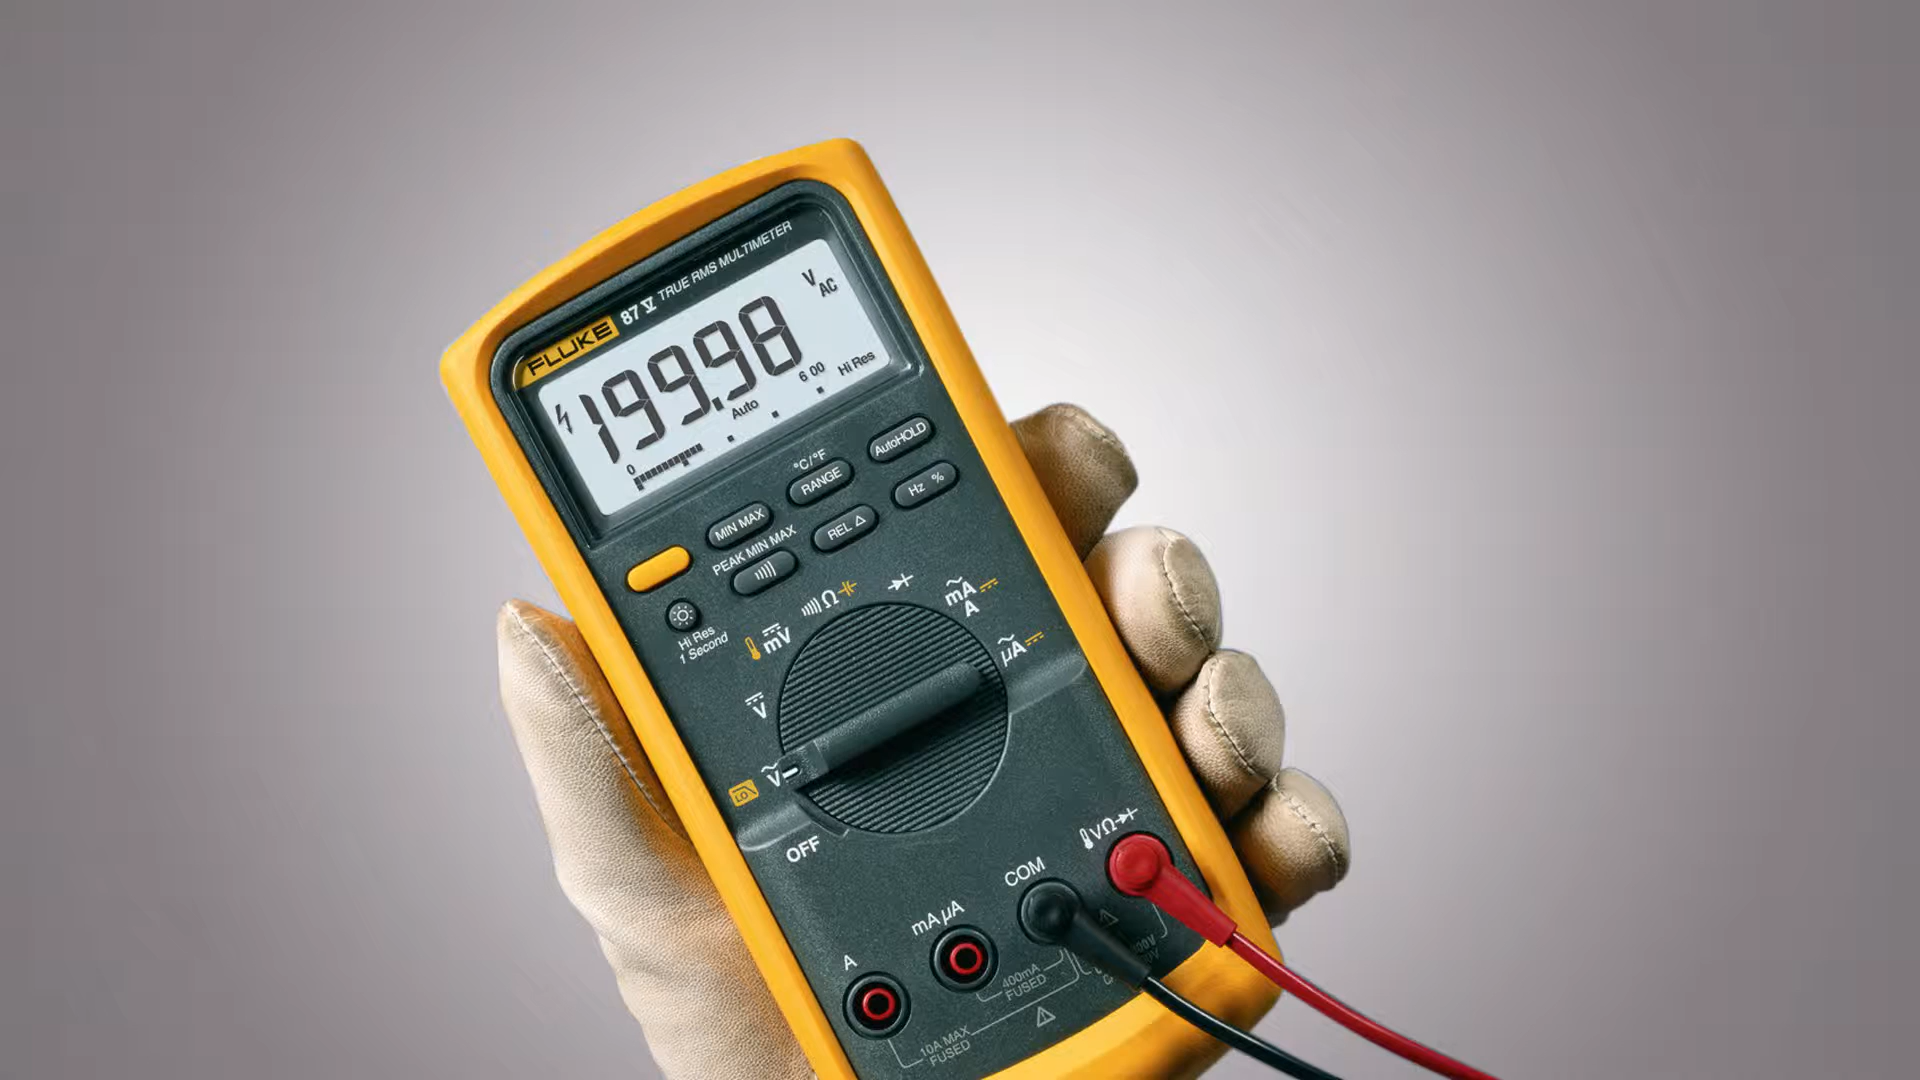 FLUKE 87 V TRUE RMS MULTIMETER
V AC
199.98
Auto
6 00
Hi Res
0
AutoHOLD
°C/°F
RANGE
Hz %
MIN MAX
REL Δ
PEAK MIN MAX
Hi Res
1 Second
Ω
mA
A
mV
µA
V
V
LO
OFF
VΩ
COM
mA µA
A
400mA
FUSED
10A MAX
FUSED